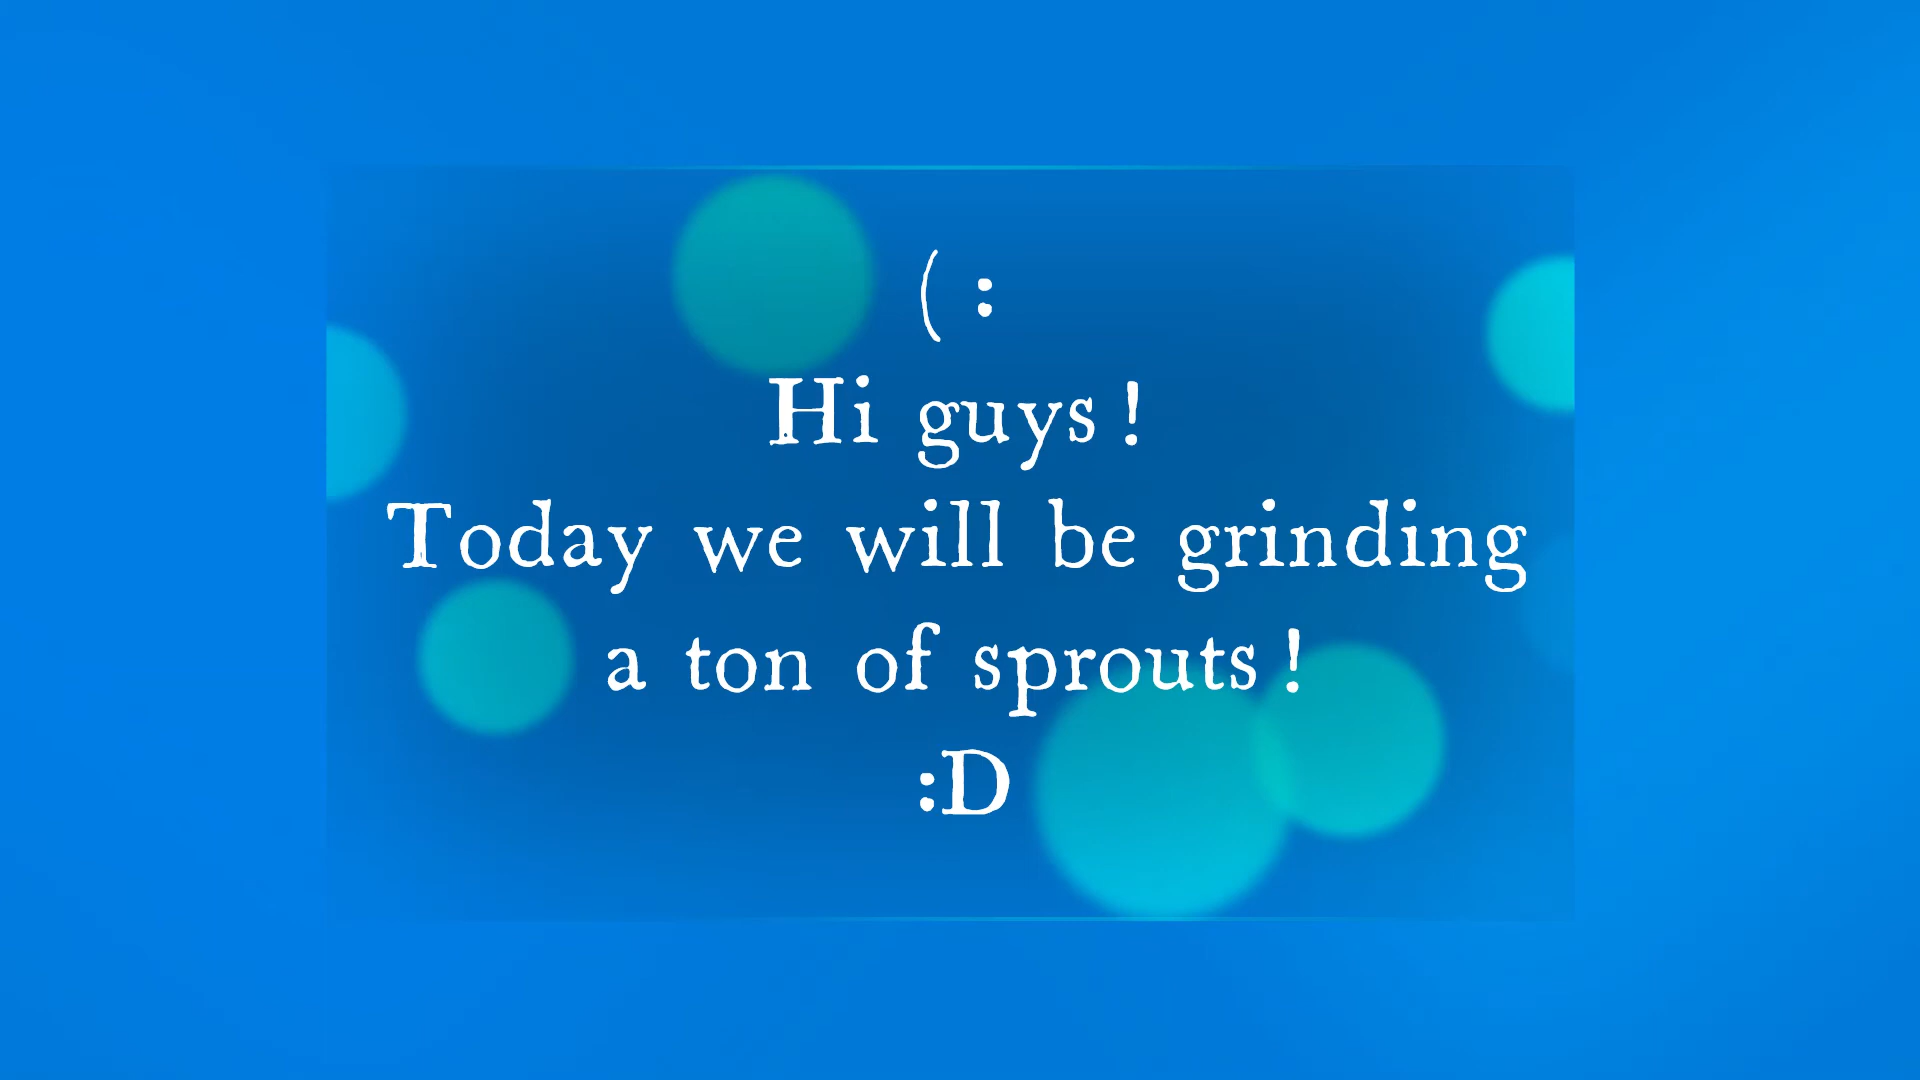 ( :
Hi guys !
Today we will be grinding
a ton of sprouts !
:D